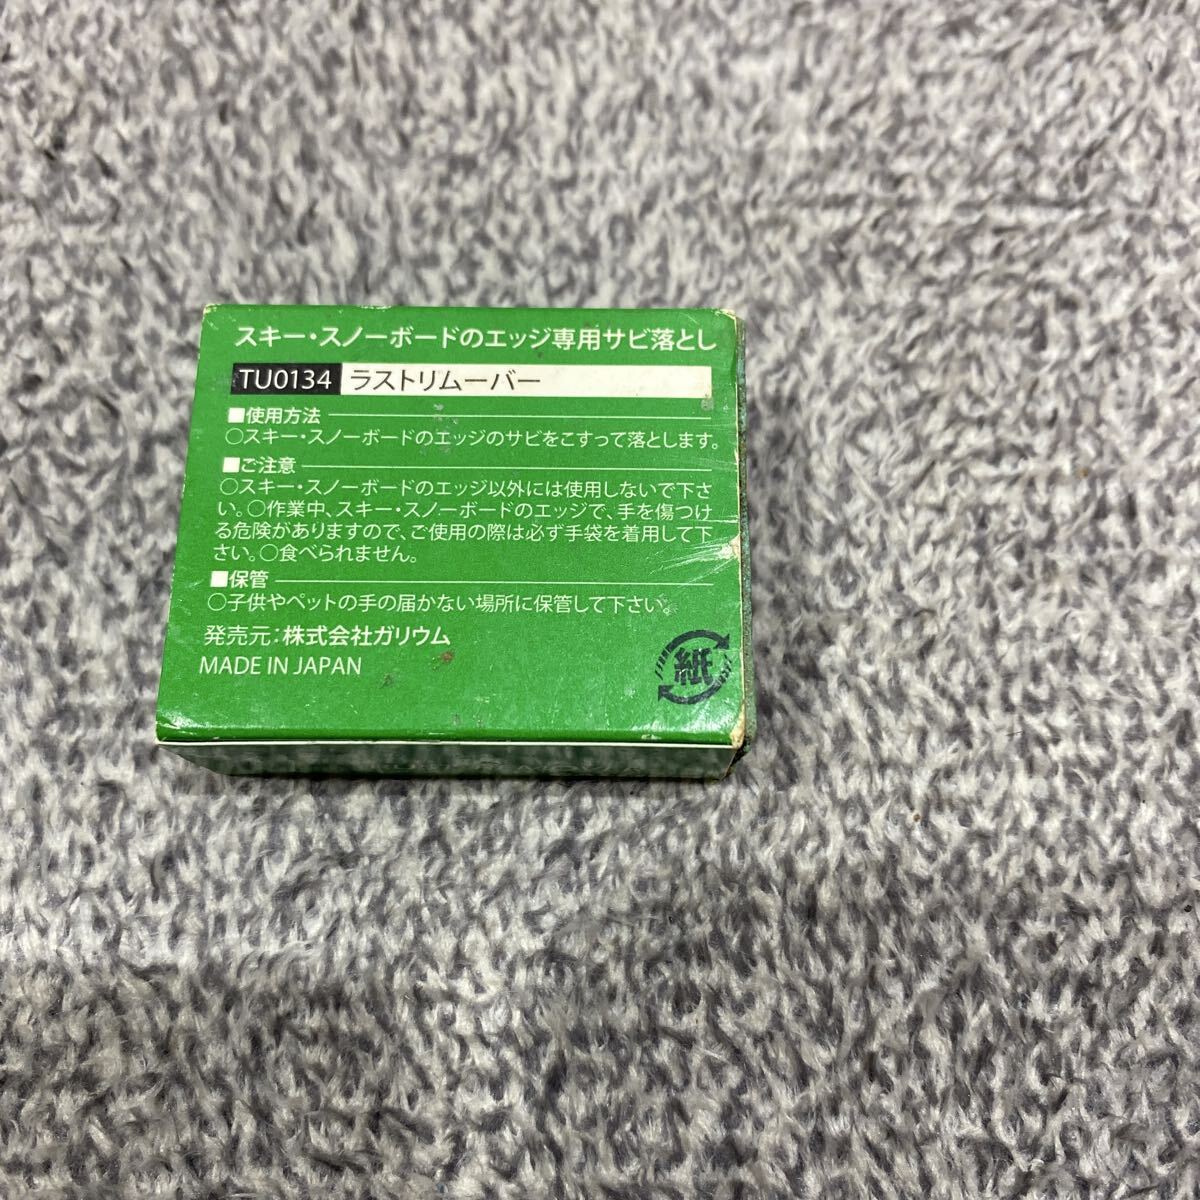 スキー・スノーボードのエッジ専用サビ落とし
TU0134 ラストリムーバー
■使用方法
○スキー・スノーボードのエッジのサビをこすって落とします。
■ご注意
○スキー・スノーボードのエッジ以外には使用しないで下さ
い。○作業中、スキー・スノーボードのエッジで、手を傷つけ
る危険がありますので、ご使用の際は必ず手袋を着用して下
さい。○食べられません。
■保管
○子供やペットの手の届かない場所に保管して下さい。
発売元：株式会社ガリウム
MADE IN JAPAN
紙